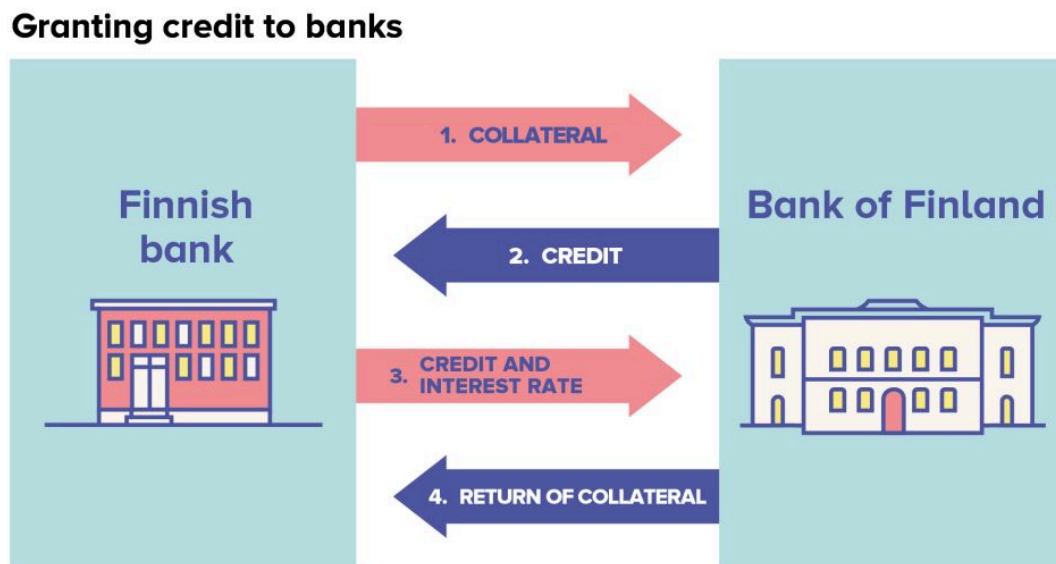 Granting credit to banks
Finnish
bank
1. COLLATERAL
2. CREDIT
3. CREDIT AND
INTEREST RATE
4. RETURN OF COLLATERAL
Bank of Finland